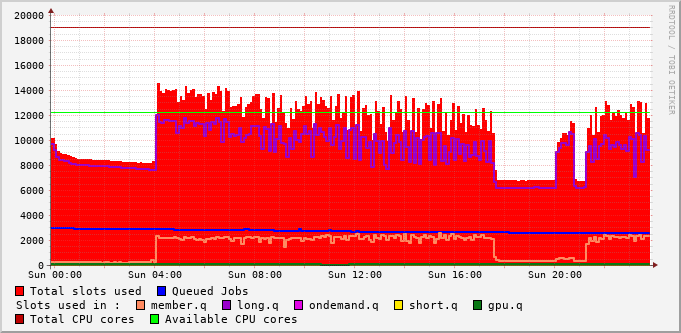 20000
18000
16000
14000
12000
10000
8000
6000
4000
2000
0
Sun 00:00 Sun 04:00 Sun 08:00 Sun 12:00 Sun 16:00 Sun 20:00
Total slots used Queued Jobs
Slots used in : member.q long.q ondemand.q short.q gpu.q
Total CPU cores Available CPU cores
RRDTOOL / TOBI OETIKER